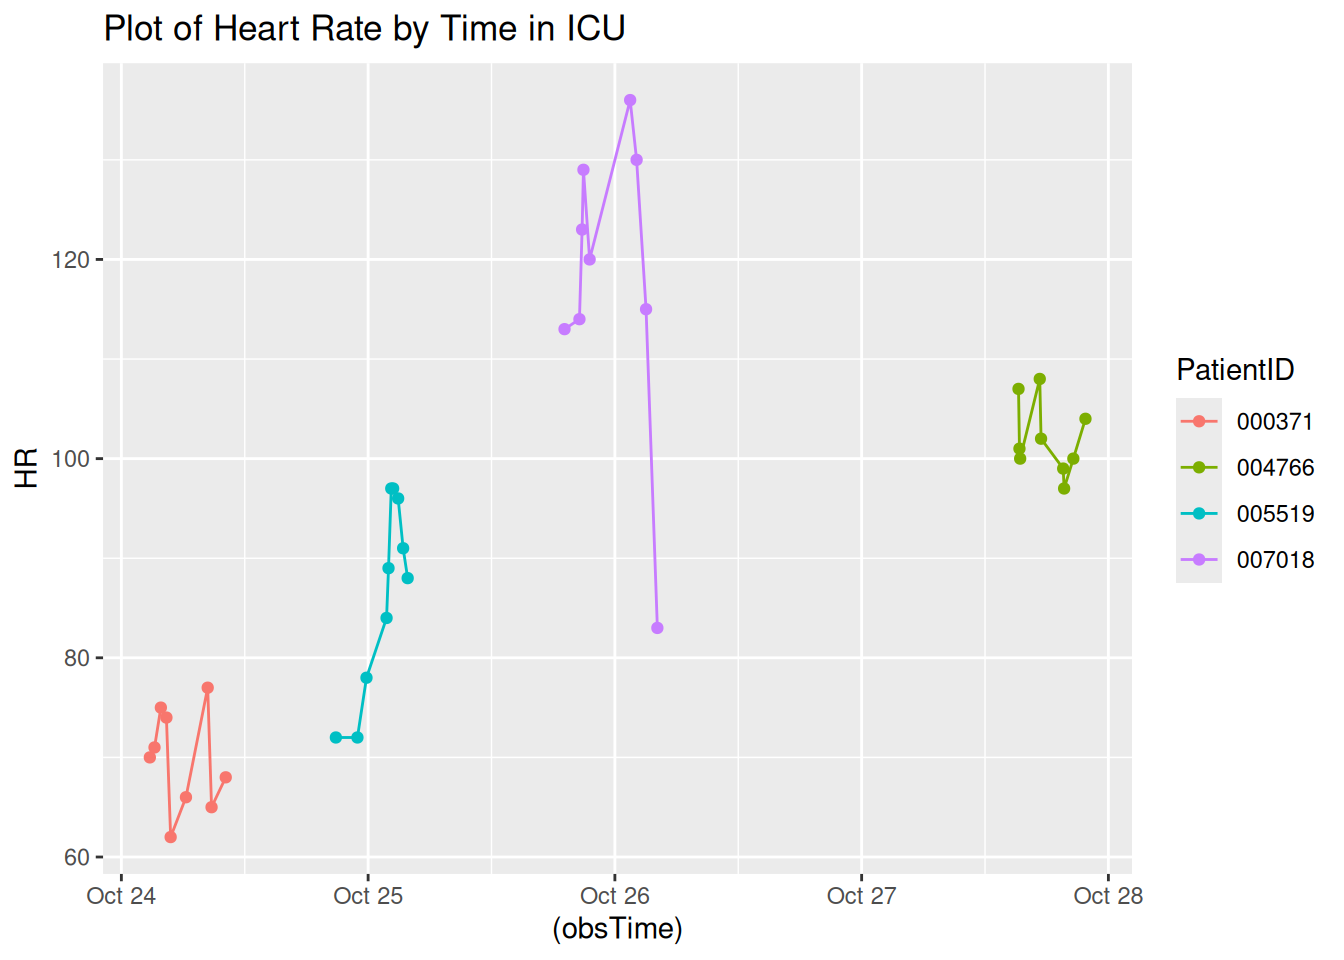 Plot of Heart Rate by Time in ICU
HR
120
100
80
60
Oct 24
Oct 25
Oct 26
Oct 27
Oct 28
(obsTime)
PatientID
000371
004766
005519
007018